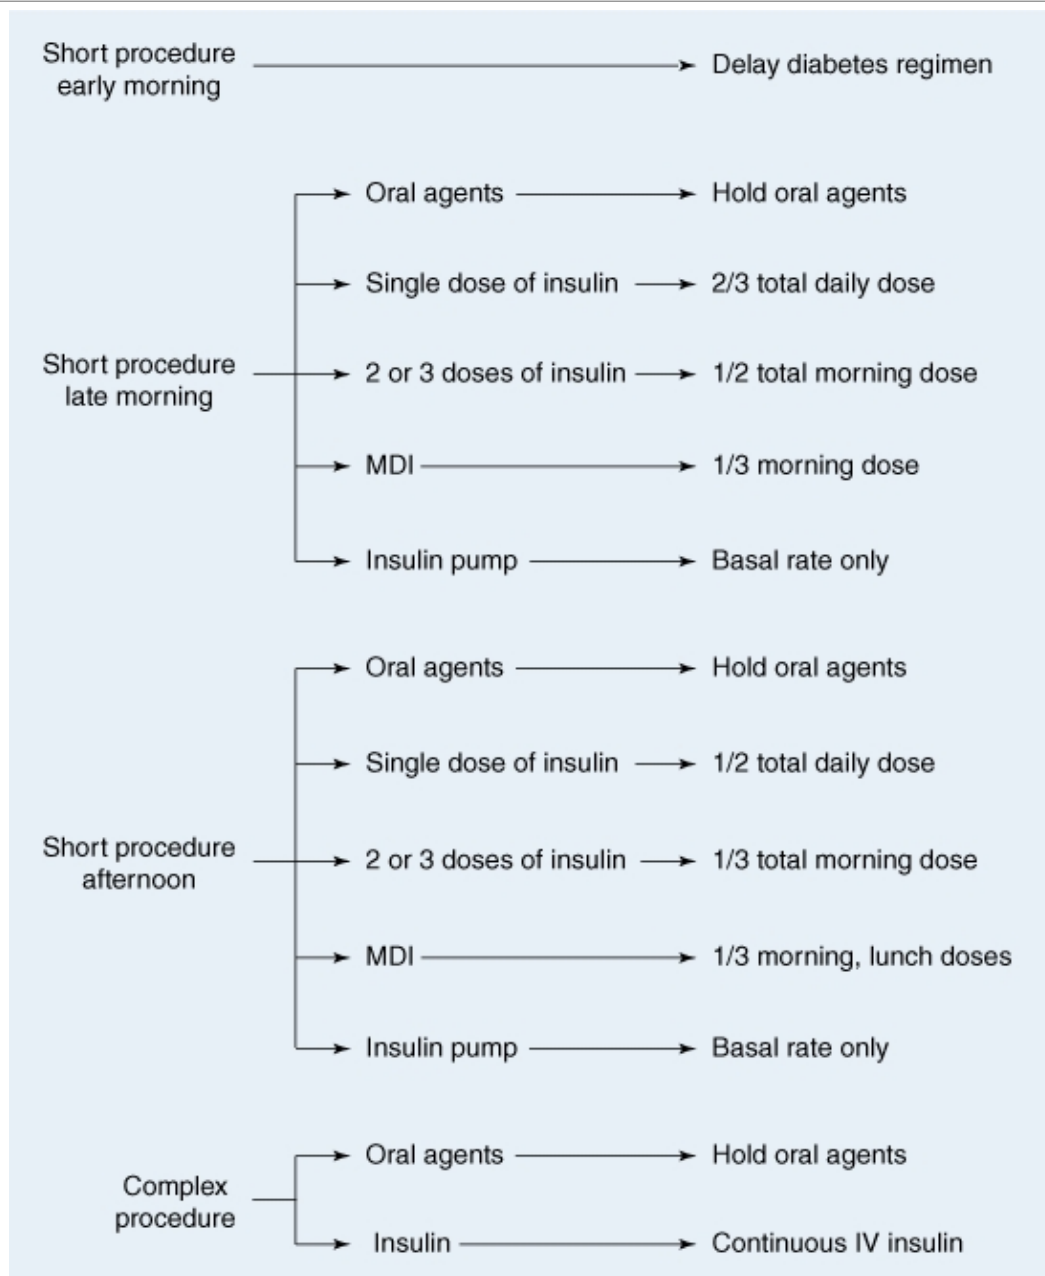 Short procedure
early morning
Delay diabetes regimen
Oral agents
Hold oral agents
Single dose of insulin
2/3 total daily dose
Short procedure
late morning
2 or 3 doses of insulin
1/2 total morning dose
MDI
1/3 morning dose
Insulin pump
Basal rate only
Oral agents
Hold oral agents
Single dose of insulin
1/2 total daily dose
Short procedure
afternoon
2 or 3 doses of insulin
1/3 total morning dose
MDI
1/3 morning, lunch doses
Insulin pump
Basal rate only
Oral agents
Hold oral agents
Complex
procedure
Insulin
Continuous IV insulin